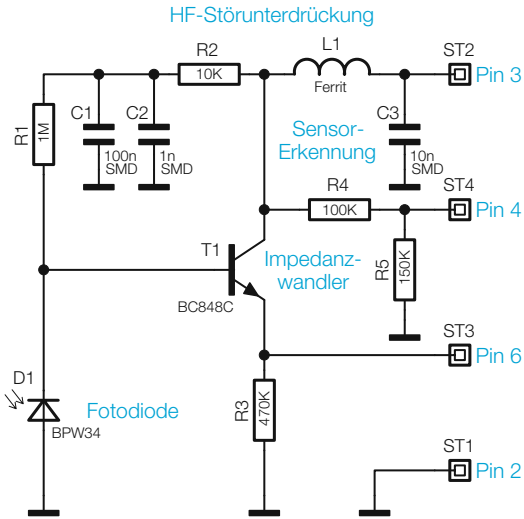 HF-Störunterdrückung
R2
10K
L1
Ferrit
ST2
Pin 3
R1
1M
C1
100n
SMD
C2
1n
SMD
Sensor-
Erkennung
C3
10n
SMD
R4
100K
ST4
Pin 4
T1
BC848C
Impedanz-
wandler
R5
150K
ST3
Pin 6
D1
BPW34
Fotodiode
R3
470K
ST1
Pin 2